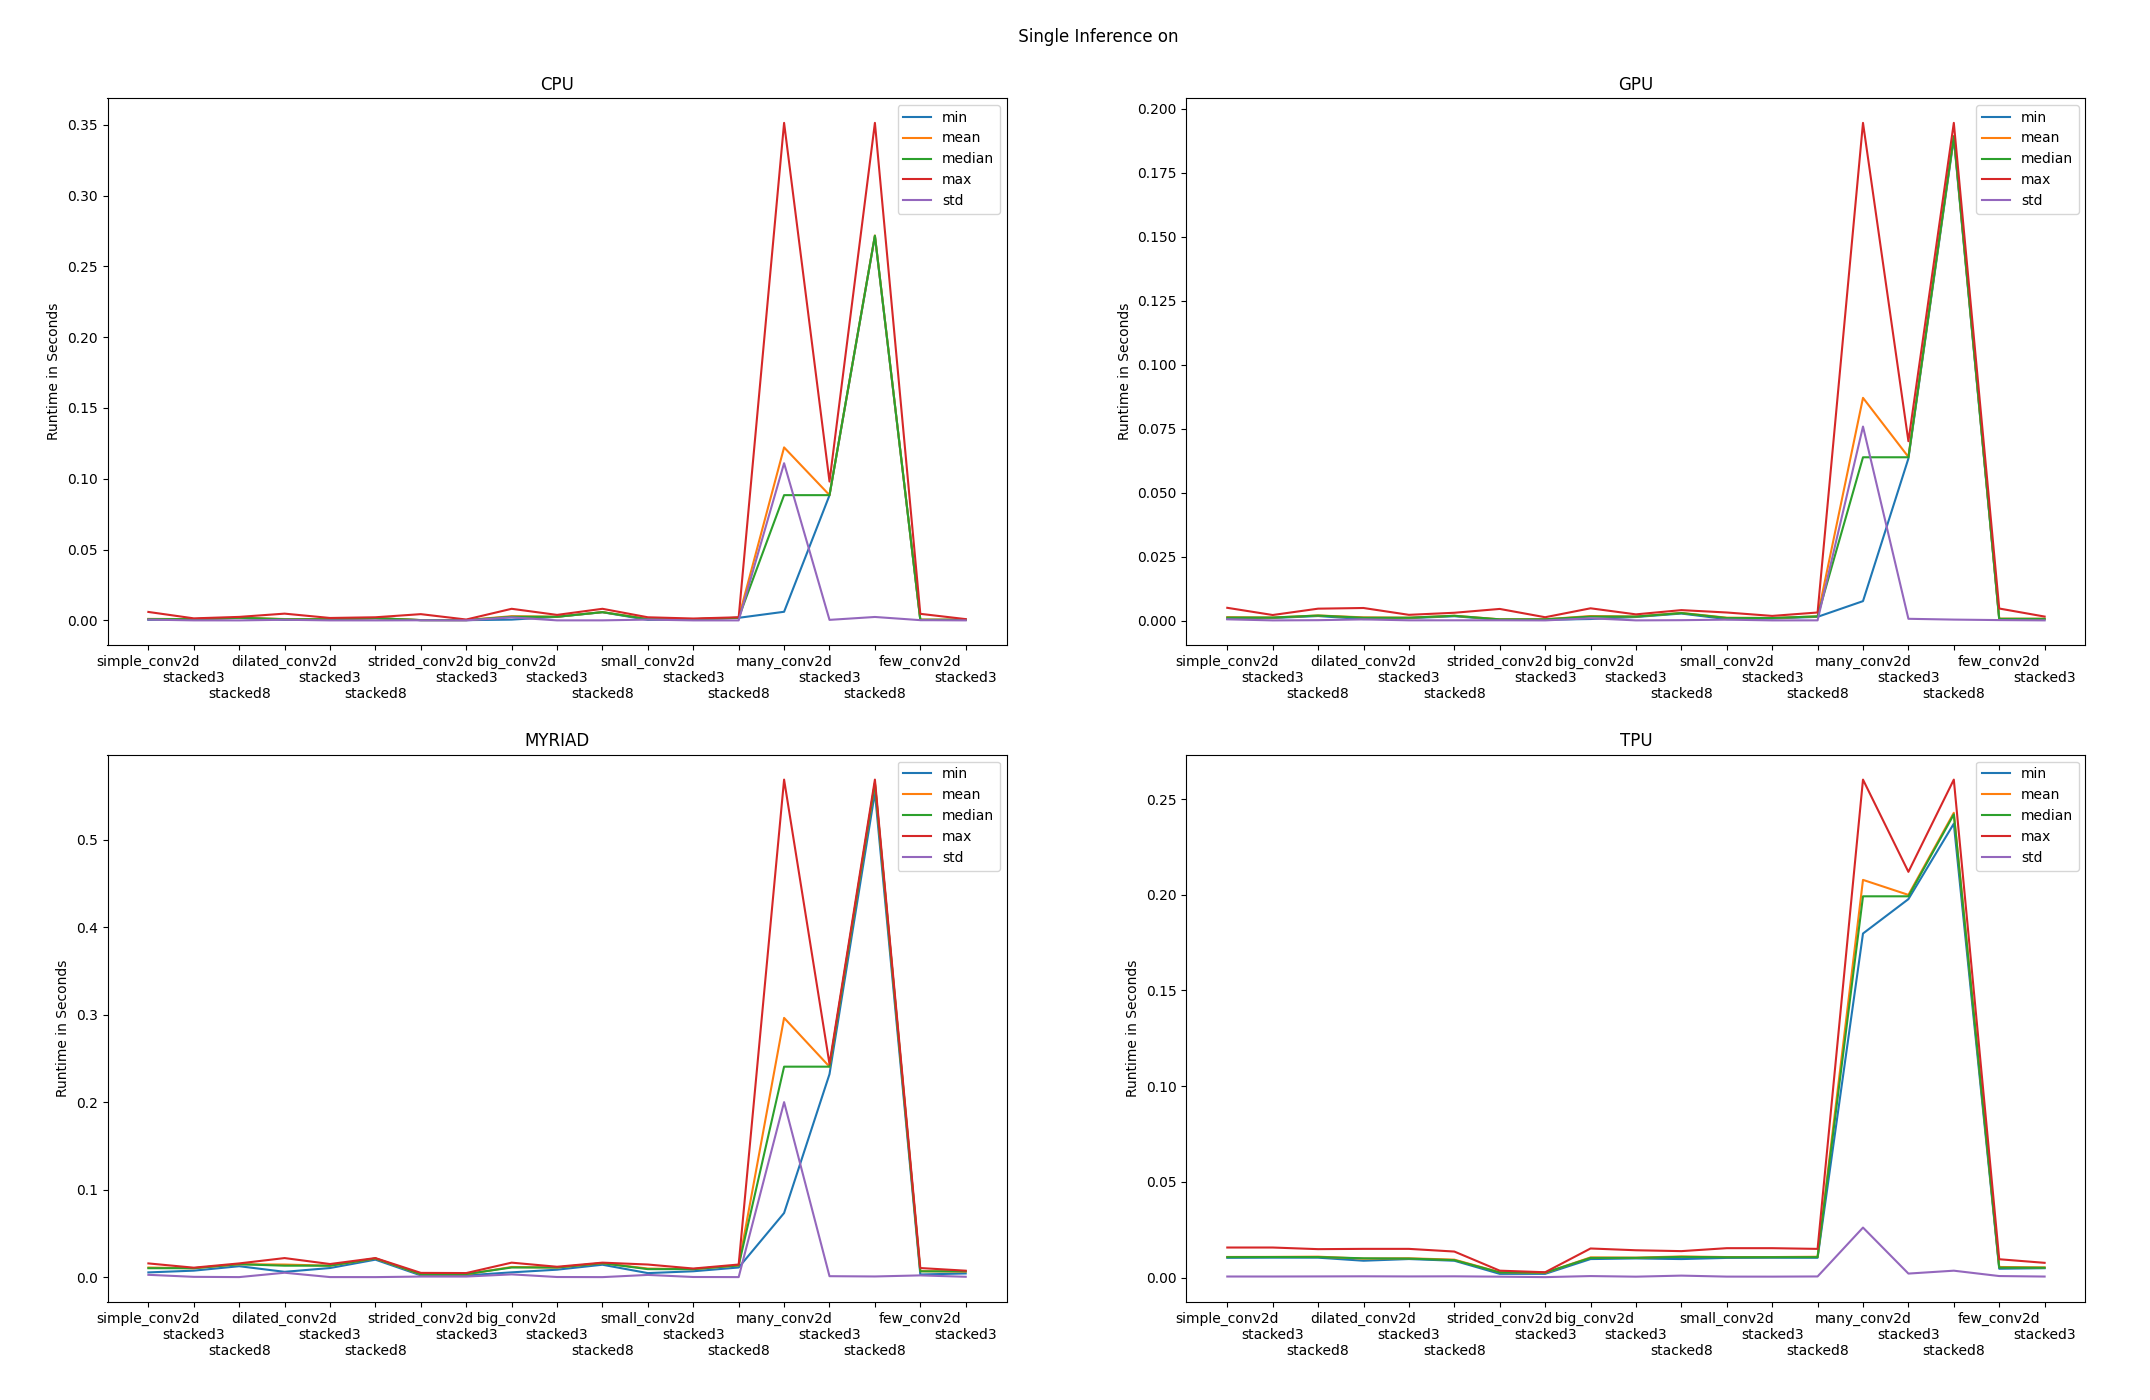 Single Inference on
CPU
Runtime in Seconds
0.35
0.30
0.25
0.20
0.15
0.10
0.05
0.00
min
mean
median
max
std
simple_conv2d dilated_conv2d strided_conv2d big_conv2d small_conv2d many_conv2d few_conv2d
stacked3 stacked3 stacked3 stacked3 stacked3 stacked3 stacked3
stacked8 stacked8 stacked8 stacked8 stacked8
GPU
Runtime in Seconds
0.200
0.175
0.150
0.125
0.100
0.075
0.050
0.025
0.000
min
mean
median
max
std
simple_conv2d dilated_conv2d strided_conv2d big_conv2d small_conv2d many_conv2d few_conv2d
stacked3 stacked3 stacked3 stacked3 stacked3 stacked3 stacked3
stacked8 stacked8 stacked8 stacked8 stacked8
MYRIAD
Runtime in Seconds
0.5
0.4
0.3
0.2
0.1
0.0
min
mean
median
max
std
simple_conv2d dilated_conv2d strided_conv2d big_conv2d small_conv2d many_conv2d few_conv2d
stacked3 stacked3 stacked3 stacked3 stacked3 stacked3 stacked3
stacked8 stacked8 stacked8 stacked8 stacked8
TPU
Runtime in Seconds
0.25
0.20
0.15
0.10
0.05
0.00
min
mean
median
max
std
simple_conv2d dilated_conv2d strided_conv2d big_conv2d small_conv2d many_conv2d few_conv2d
stacked3 stacked3 stacked3 stacked3 stacked3 stacked3 stacked3
stacked8 stacked8 stacked8 stacked8 stacked8